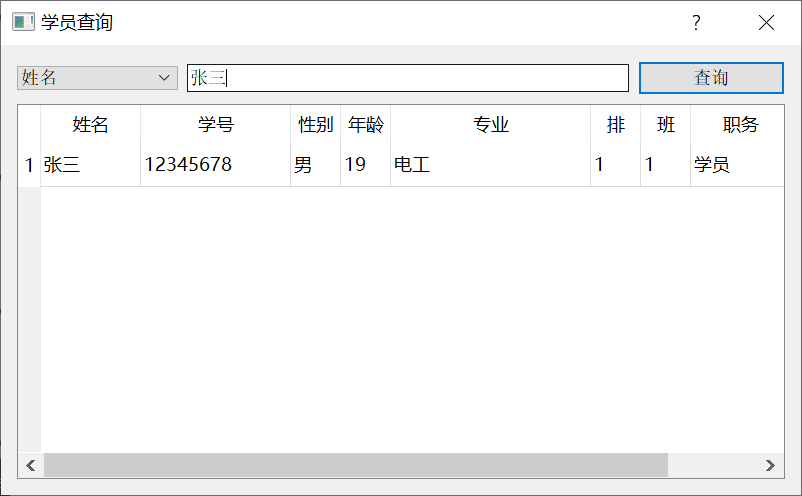 学员查询
?
姓名 张三 查询
姓名 学号 性别 年龄 专业 排 班 职务
1 张三 12345678 男 19 电工 1 1 学员